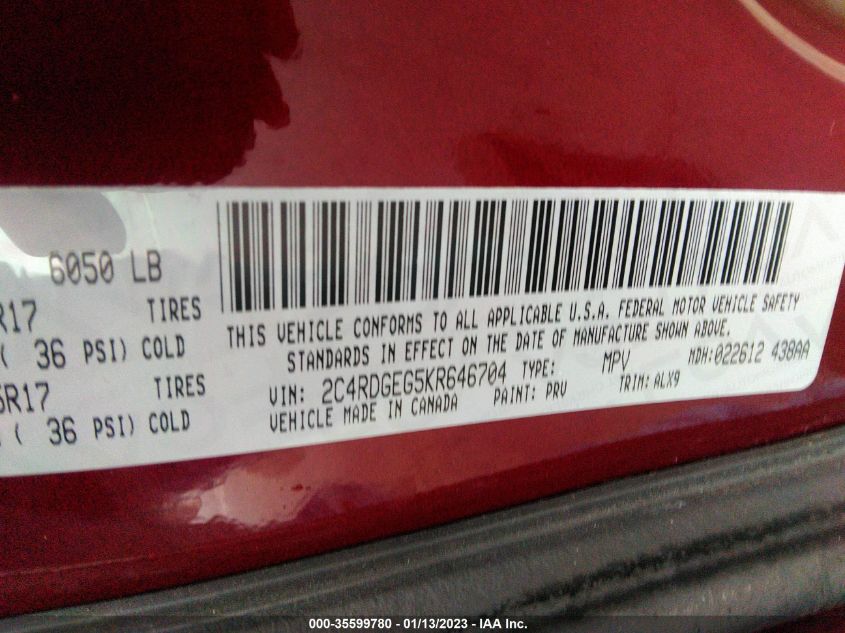 6050 LB
R17 TIRES
( 36 PSI) COLD
5R17
( 36 PSI) COLD
THIS VEHICLE CONFORMS TO ALL APPLICABLE U.S.A. FEDERAL MOTOR VEHICLE SAFETY
STANDARDS IN EFFECT ON THE DATE OF MANUFACTURE SHOWN ABOVE.
VIN: 2C4RDGEG5KR646704 TYPE: MPV MDH:022612 438AA
VEHICLE MADE IN CANADA PAINT: PRV TRIM: ALX9
000-35599780 - 01/13/2023 - IAA Inc.